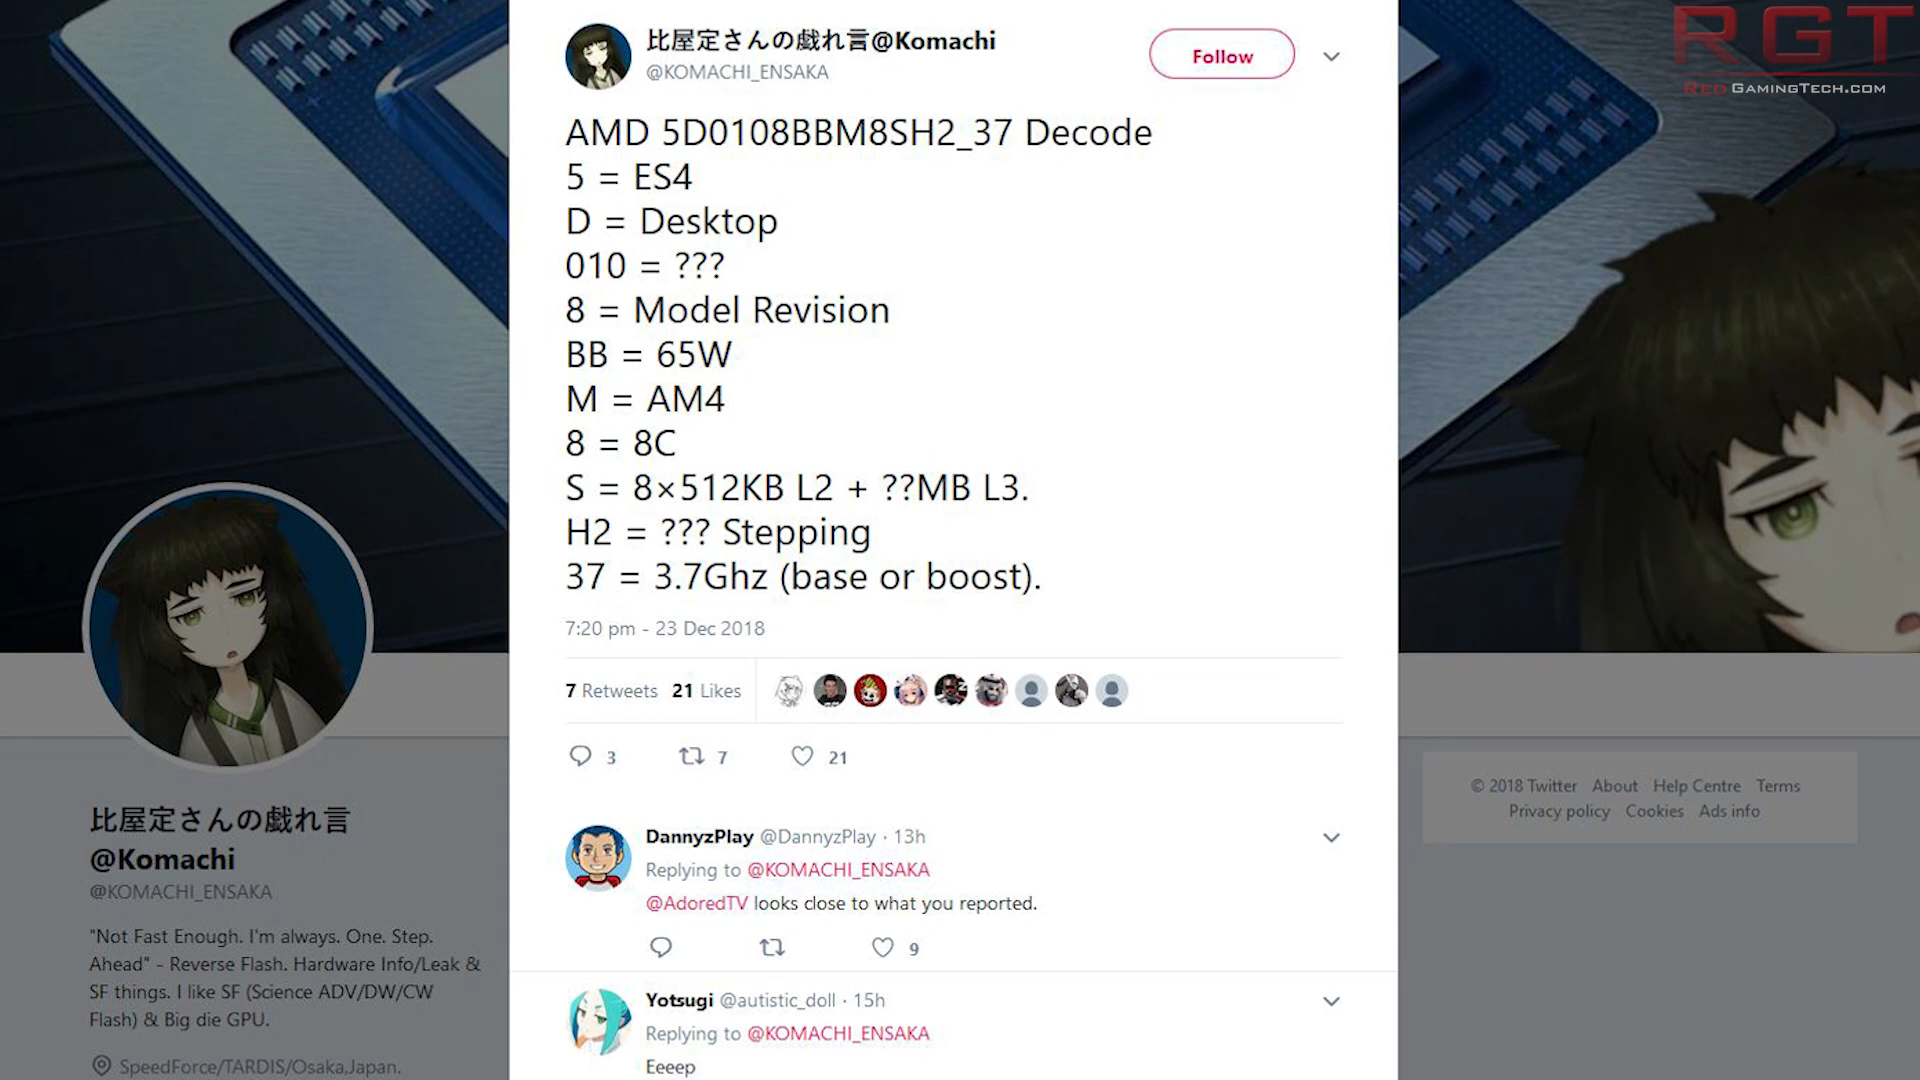 RGT
RED GAMINGTECH.COM
比屋定さんの戯れ言@Komachi
@KOMACHI_ENSAKA
Follow
AMD 5D0108BBM8SH2_37 Decode
5 = ES4
D = Desktop
010 = ???
8 = Model Revision
BB = 65W
M = AM4
8 = 8C
S = 8×512KB L2 + ??MB L3.
H2 = ??? Stepping
37 = 3.7Ghz (base or boost).
7:20 pm - 23 Dec 2018
7 Retweets 21 Likes
3 7 21
DannyzPlay @DannyzPlay · 13h
Replying to @KOMACHI_ENSAKA
@AdoredTV looks close to what you reported.
9
Yotsugi @autistic_doll · 15h
Replying to @KOMACHI_ENSAKA
Eeeep
比屋定さんの戯れ言
@Komachi
@KOMACHI_ENSAKA
"Not Fast Enough. I'm always. One. Step.
Ahead" - Reverse Flash. Hardware Info/Leak &
SF things. I like SF (Science ADV/DW/CW
Flash) & Big die GPU.
SpeedForce/TARDIS/Osaka,Japan.
© 2018 Twitter About Help Centre Terms
Privacy policy Cookies Ads info